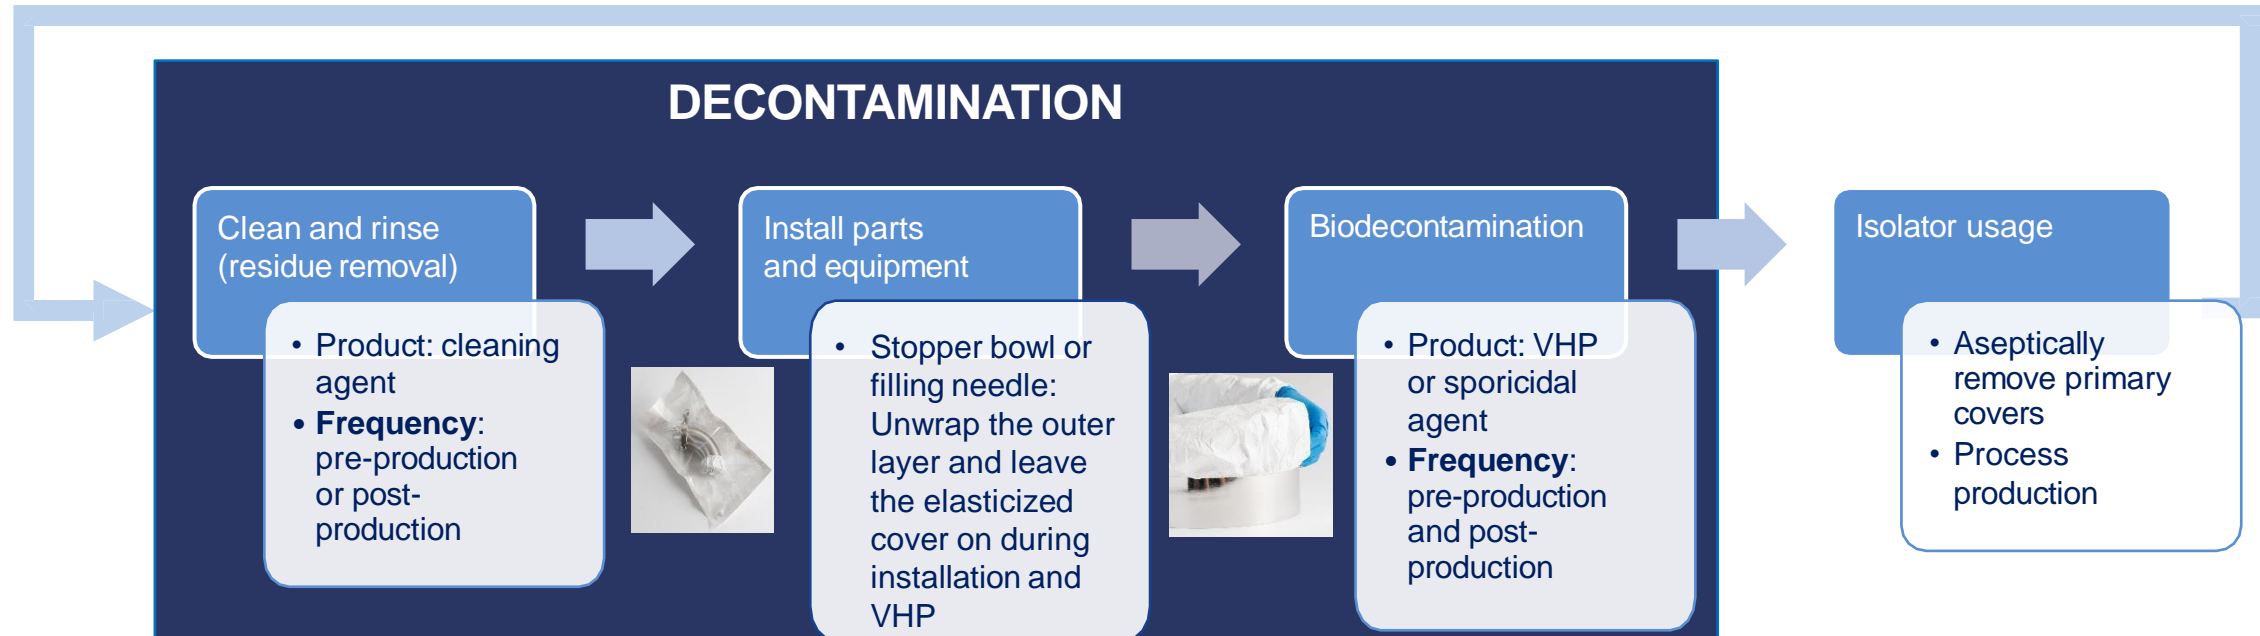 DECONTAMINATION
Clean and rinse
(residue removal)
• Product: cleaning
agent
• Frequency:
pre-production
or post-
production
Install parts
and equipment
• Stopper bowl or
filling needle:
Unwrap the outer
layer and leave
the elasticized
cover on during
installation and
VHP
Biodecontamination
• Product: VHP
or sporicidal
agent
• Frequency:
pre-production
and post-
production
Isolator usage
• Aseptically
remove primary
covers
• Process
production